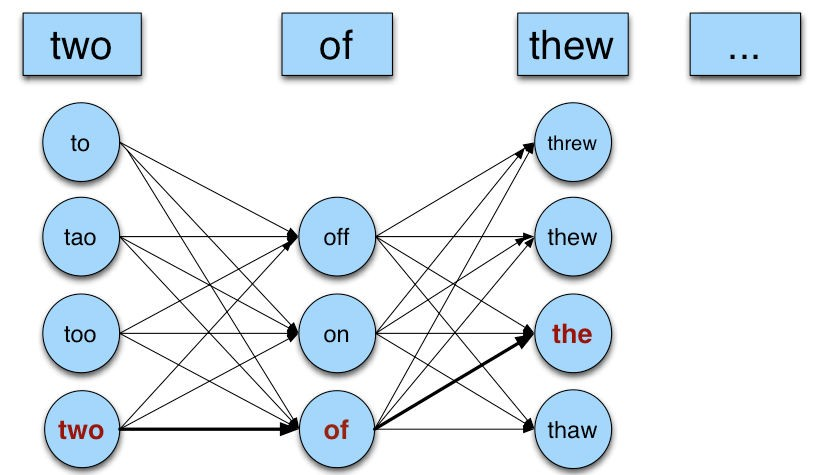 two of thew ...
to threw
tao off thew
too on the
two of thaw